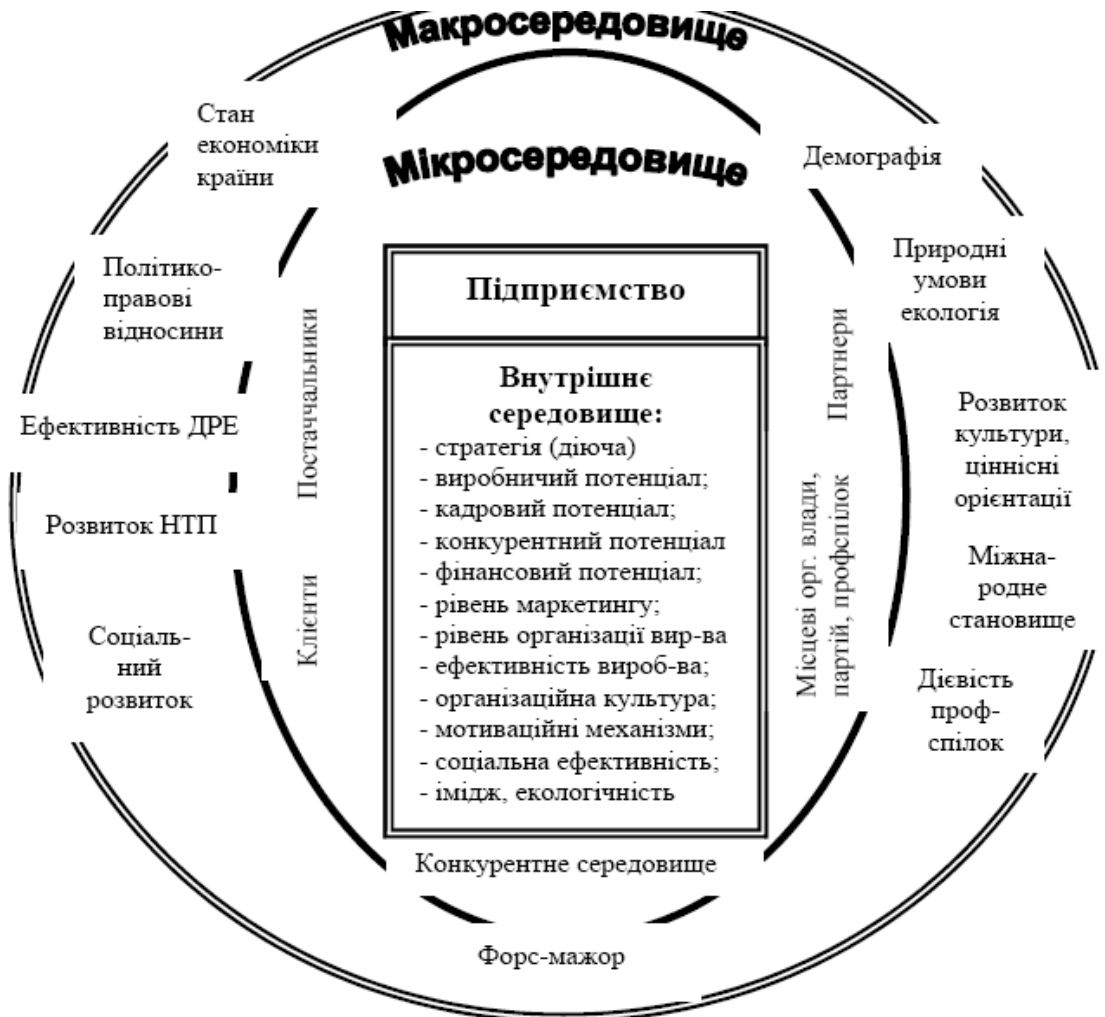 Макросередовище
Стан
економіки
країни
Політико-
правові
відносини
Ефективність ДРЕ
Розвиток НТП
Соціаль-
ний
розвиток
Мікросередовище
Постаччальники
Клієнти
Підприємство
Внутрішнє
середовище:
- стратегія (діюча)
- виробничий потенціал;
- кадровий потенціал;
- конкурентний потенціал
- фінансовий потенціал;
- рівень маркетингу;
- рівень організації вир-ва
- ефективність вироб-ва;
- організаційна культура;
- мотиваційні механізми;
- соціальна ефективність;
- імідж, екологічність
Партнери
Місцеві орг. влади,
партій, профспілок
Конкурентне середовище
Демографія
Природні
умови
екологія
Розвиток
культури,
ціннісні
орієнтації
Міжна-
родне
становище
Дієвість
проф-
спілок
Форс-мажор